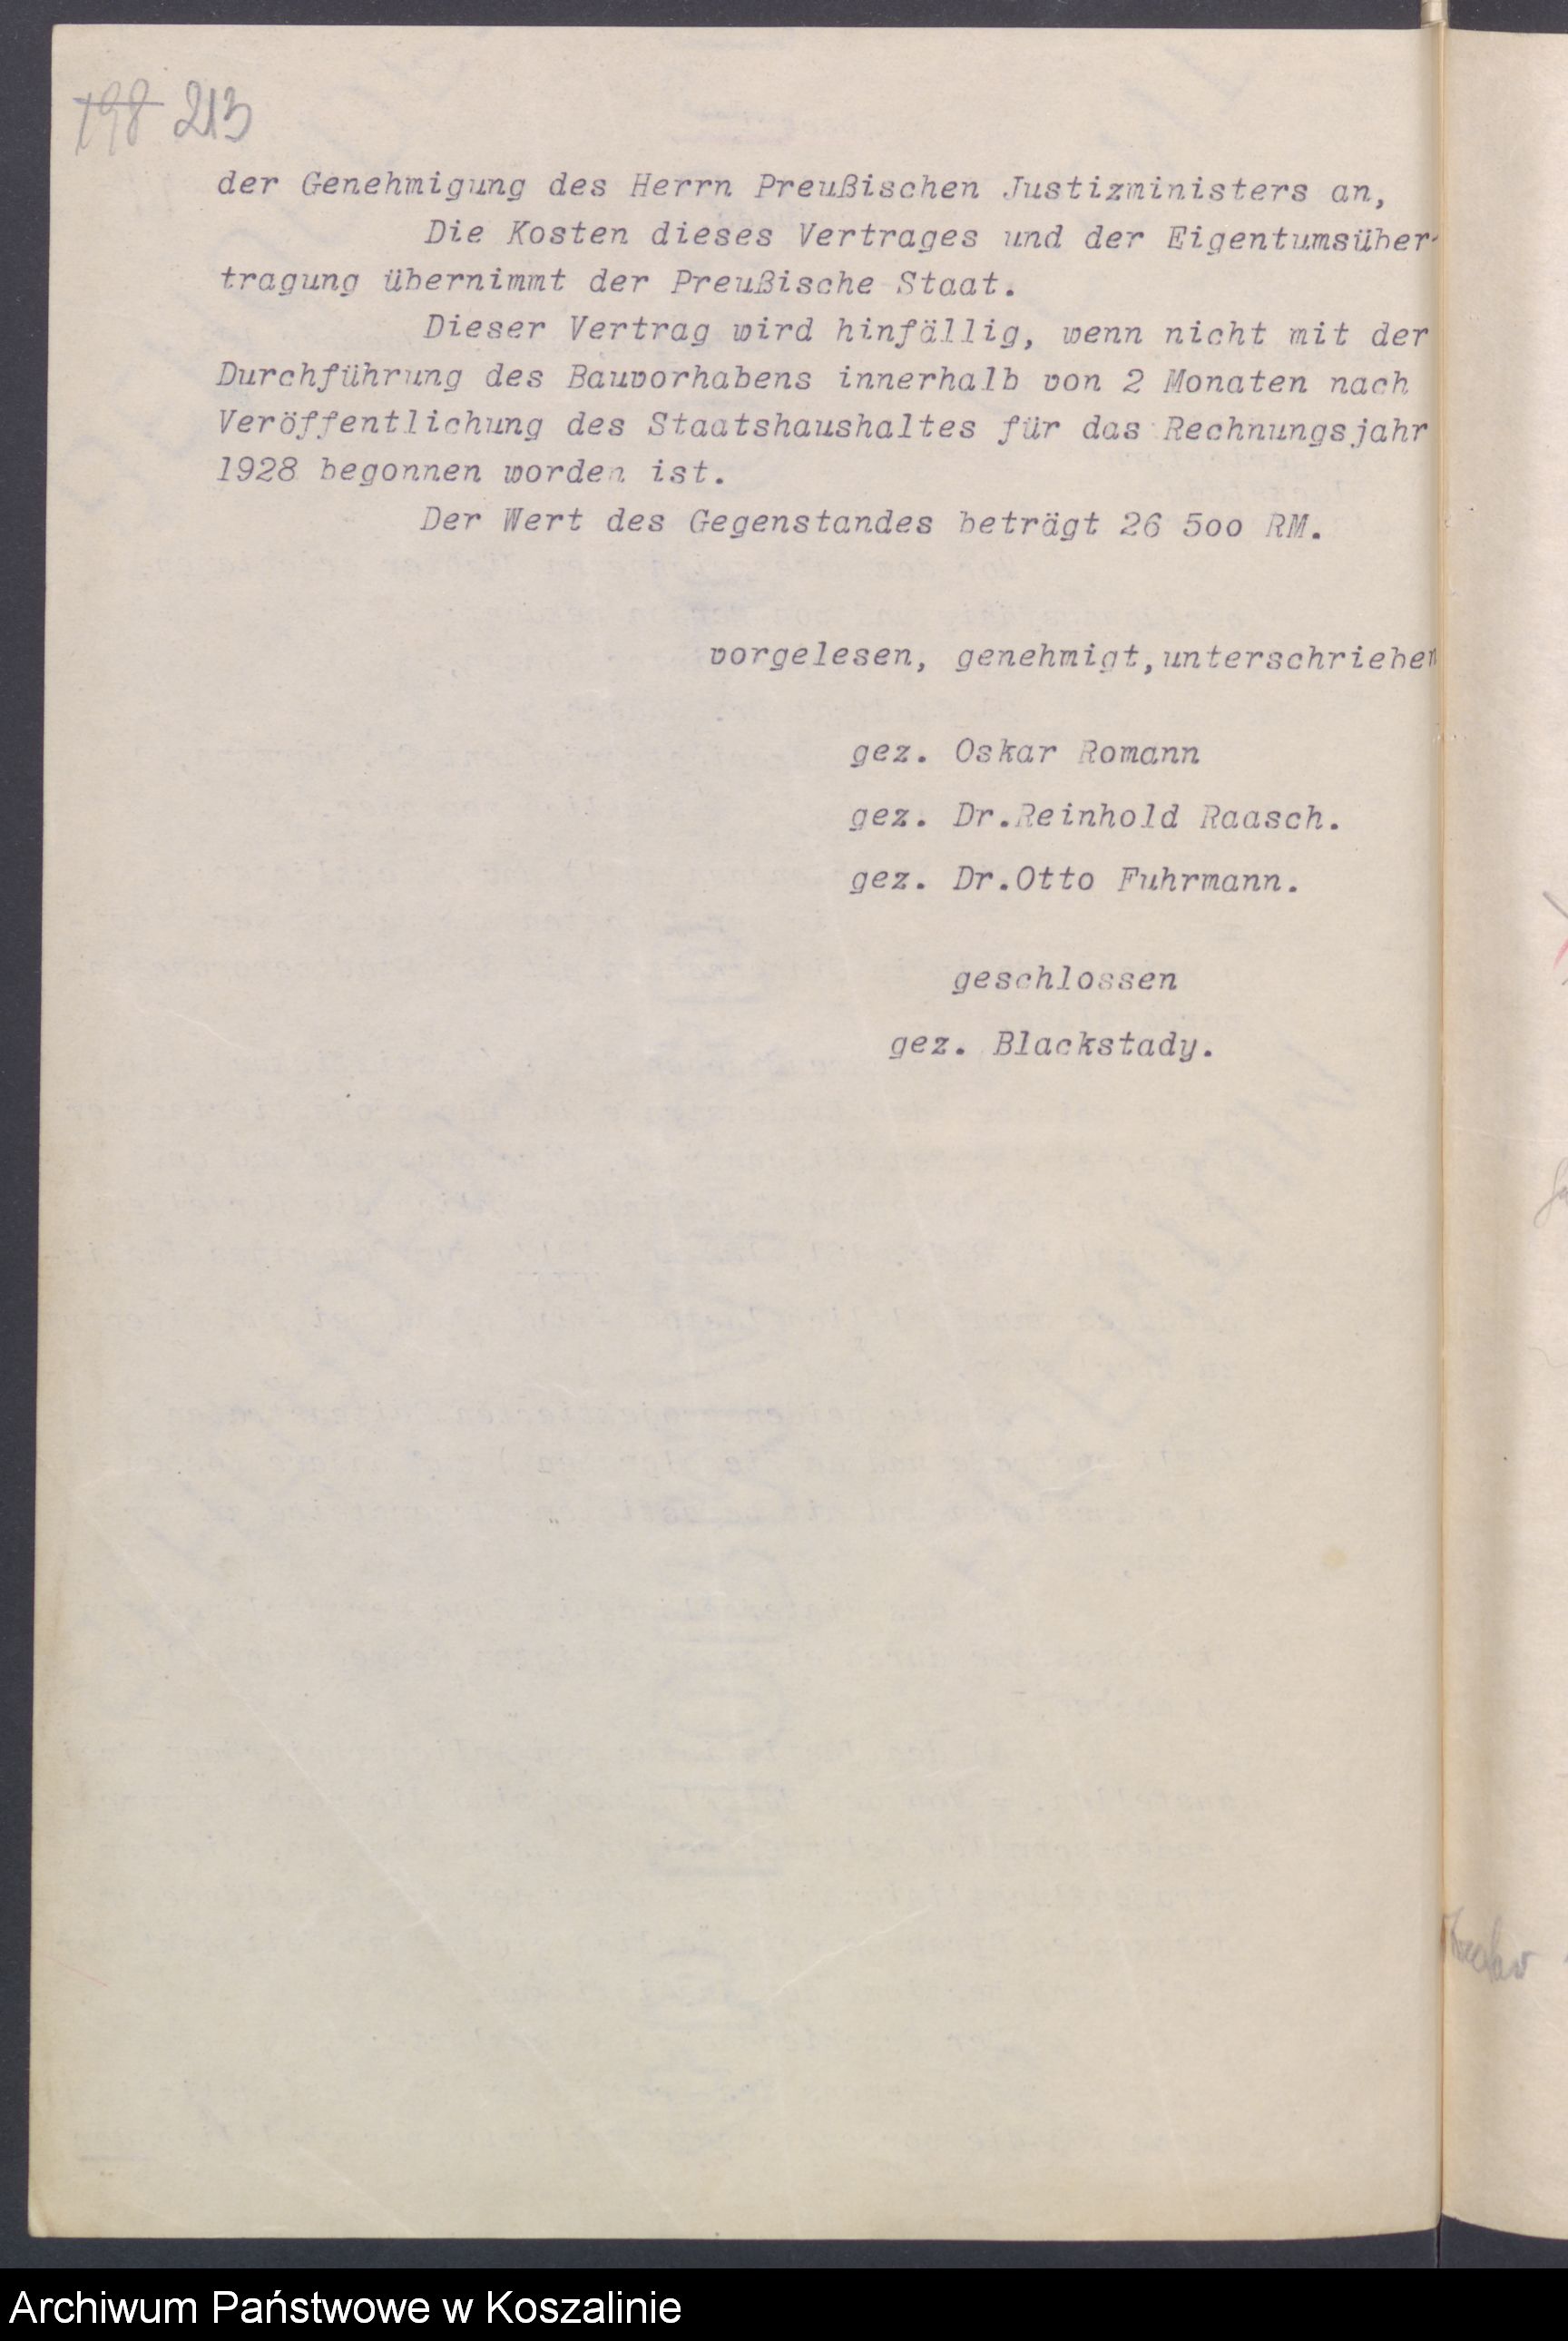 198 213
der Genehmigung des Herrn Preußischen Justizministers an,
Die Kosten dieses Vertrages und der Eigentumsüber-
tragung übernimmt der Preußische Staat.
Dieser Vertrag wird hinfällig, wenn nicht mit der
Durchführung des Bauvorhabens innerhalb von 2 Monaten nach
Veröffentlichung des Staatshaushaltes für das Rechnungsjahr
1928 begonnen worden ist.
Der Wert des Gegenstandes beträgt 26 5oo RM.
vorgelesen, genehmigt,unterschrieben
gez. Oskar Romann
gez. Dr.Reinhold Raasch.
gez. Dr.Otto Fuhrmann.
geschlossen
gez. Blackstady.
Archiwum Państwowe w Koszalinie